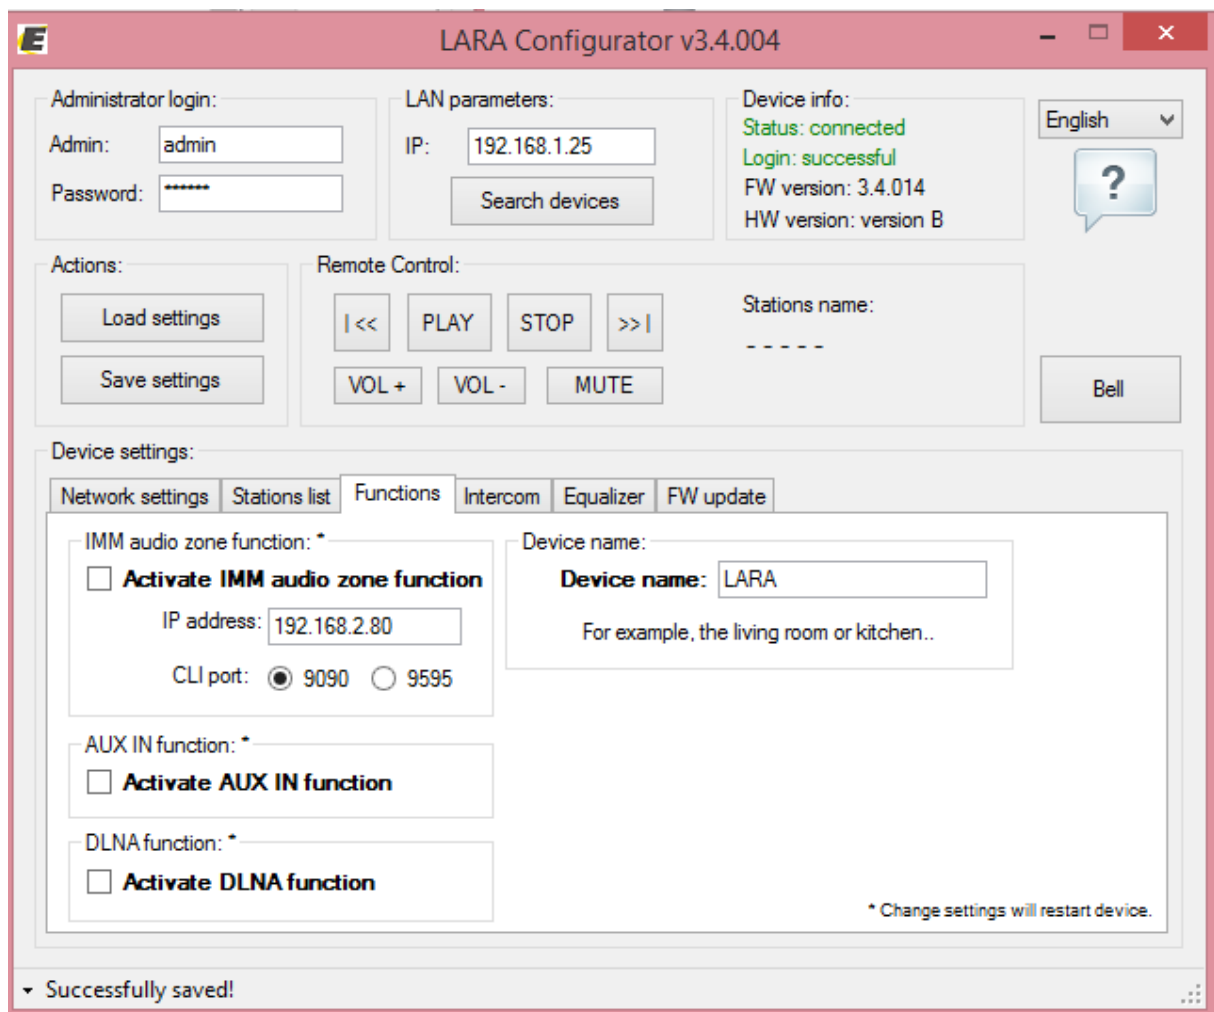 LARA Configurator v3.4.004
Administrator login:
Admin: admin
Password: ******
LAN parameters:
IP: 192.168.1.25
Search devices
Device info:
Status: connected
Login: successful
FW version: 3.4.014
HW version: version B
English
?
Actions:
Load settings
Save settings
Remote Control:
|<< PLAY STOP >>|
VOL + VOL - MUTE
Stations name:
- - - - -
Bell
Device settings:
Network settings Stations list Functions Intercom Equalizer FW update
IMM audio zone function: *
Activate IMM audio zone function
IP address: 192.168.2.80
CLI port: 9090 9595
Device name:
Device name: LARA
For example, the living room or kitchen..
AUX IN function: *
Activate AUX IN function
DLNA function: *
Activate DLNA function
* Change settings will restart device.
Successfully saved!